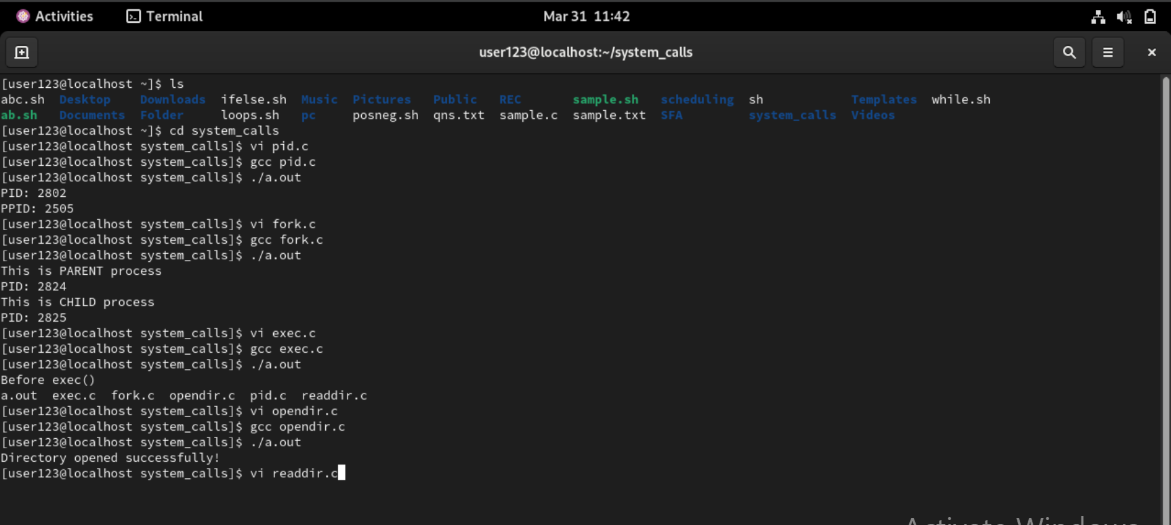 Activities Terminal Mar 31 11:42
user123@localhost:~/system_calls
[user123@localhost ~]$ ls
abc.sh Desktop Downloads ifelse.sh Music Pictures Public REC sample.sh scheduling sh Templates while.sh
ab.sh Documents Folder loops.sh pc posneg.sh qns.txt sample.c sample.txt SFA system_calls Videos
[user123@localhost ~]$ cd system_calls
[user123@localhost system_calls]$ vi pid.c
[user123@localhost system_calls]$ gcc pid.c
[user123@localhost system_calls]$ ./a.out
PID: 2802
PPID: 2505
[user123@localhost system_calls]$ vi fork.c
[user123@localhost system_calls]$ gcc fork.c
[user123@localhost system_calls]$ ./a.out
This is PARENT process
PID: 2824
This is CHILD process
PID: 2825
[user123@localhost system_calls]$ vi exec.c
[user123@localhost system_calls]$ gcc exec.c
[user123@localhost system_calls]$ ./a.out
Before exec()
a.out exec.c fork.c opendir.c pid.c readdir.c
[user123@localhost system_calls]$ vi opendir.c
[user123@localhost system_calls]$ gcc opendir.c
[user123@localhost system_calls]$ ./a.out
Directory opened successfully!
[user123@localhost system_calls]$ vi readdir.c
Activate Windows